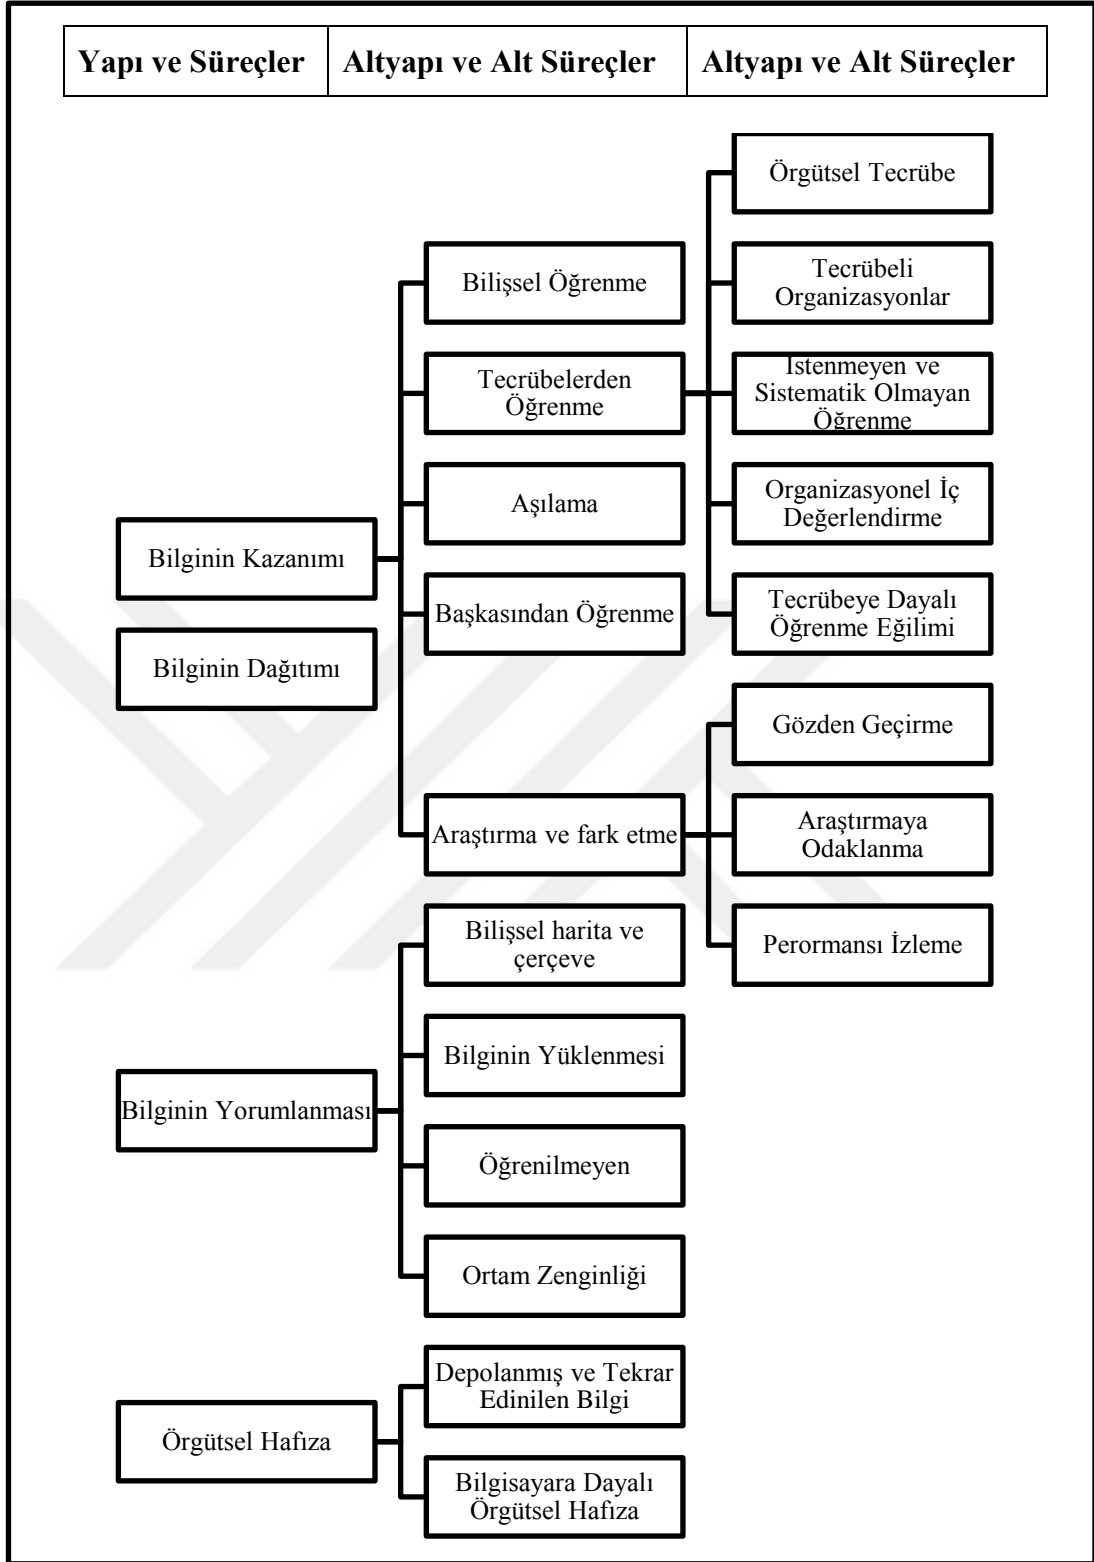 Yapı ve Süreçler
Altyapı ve Alt Süreçler
Altyapı ve Alt Süreçler
Bilginin Kazanımı
Bilişsel Öğrenme
Tecrübelerden
Öğrenme
Örgütsel Tecrübe
Tecrübeli
Organizasyonlar
İstenmeyen ve
Sistematik Olmayan
Öğrenme
Organizasyonel İç
Değerlendirme
Tecrübeye Dayalı
Öğrenme Eğilimi
Aşılama
Başkasından Öğrenme
Araştırma ve fark etme
Gözden Geçirme
Araştırmaya
Odaklanma
Perormansı İzleme
Bilginin Dağıtımı
Bilginin Yorumlanması
Bilişsel harita ve
çerçeve
Bilginin Yüklenmesi
Öğrenilmeyen
Ortam Zenginliği
Örgütsel Hafıza
Depolanmış ve Tekrar
Edinilen Bilgi
Bilgisayara Dayalı
Örgütsel Hafıza